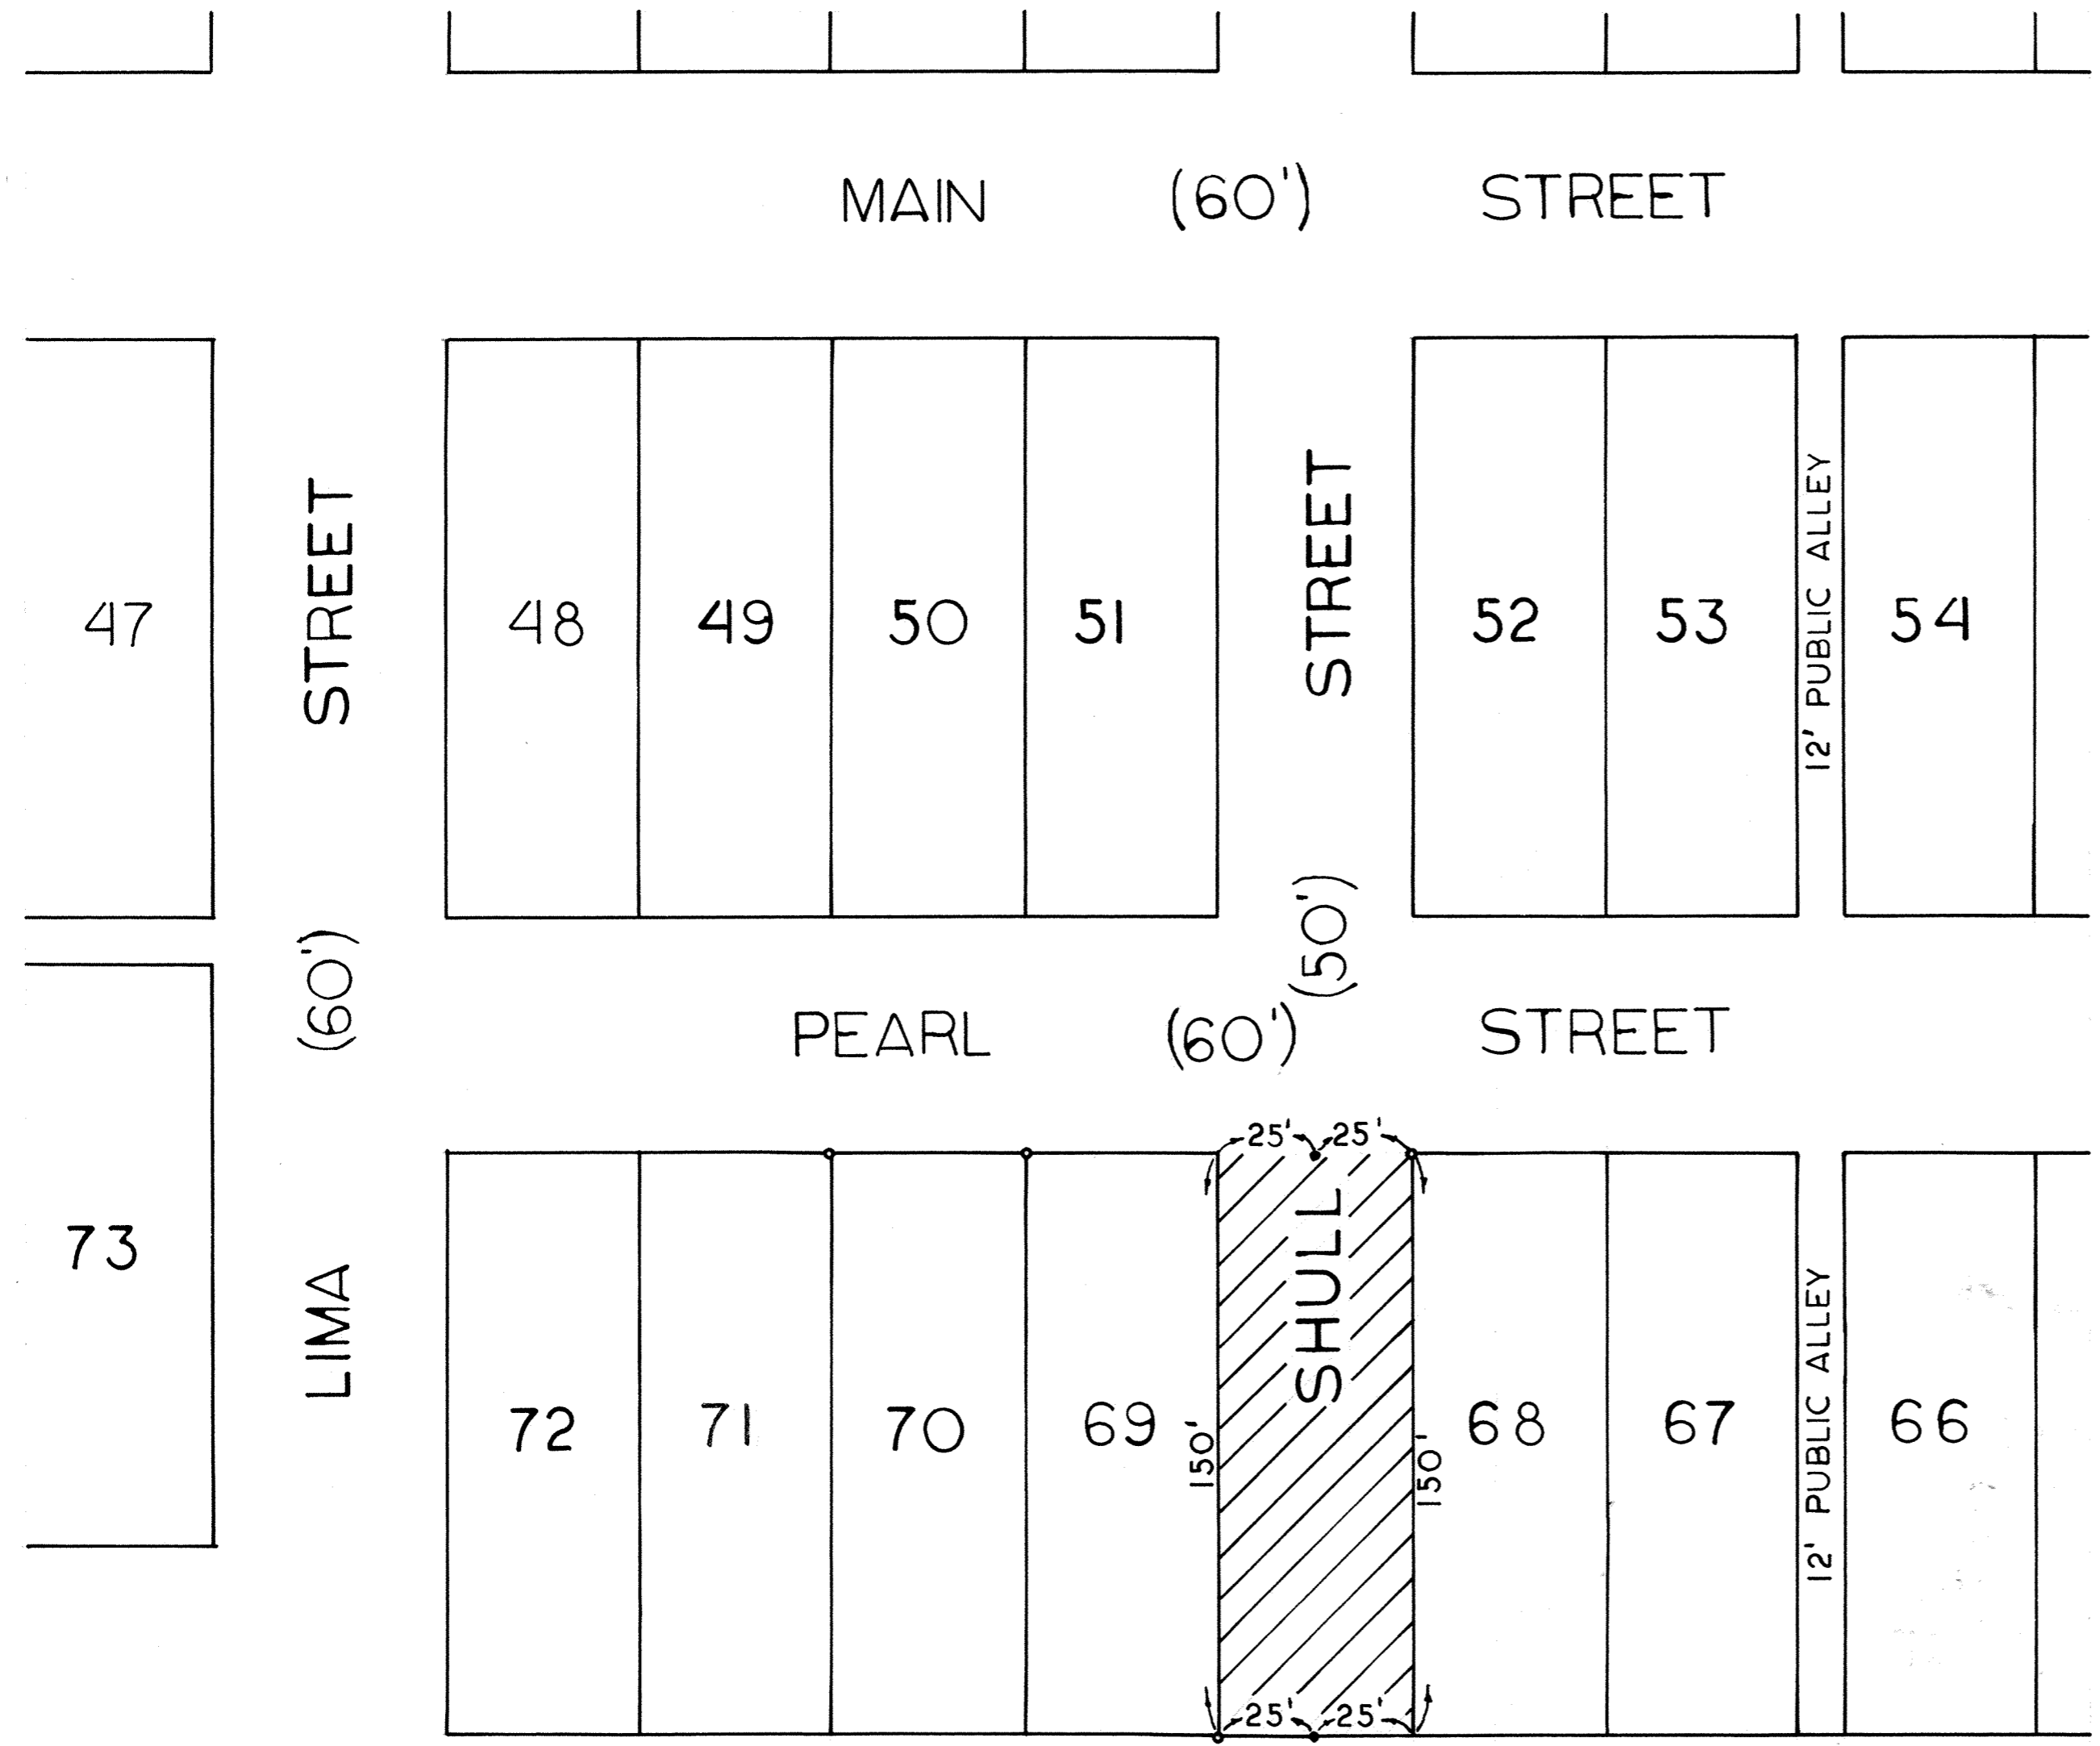 MAIN (60') STREET
47
STREET
48
49
50
51
STREET
52
53
12' PUBLIC ALLEY
54
(60')
(50')
PEARL (60') STREET
25' 25'
73
LIMA
72
71
70
69
150'
SHULL
150'
68
67
12' PUBLIC ALLEY
66
25' 25'